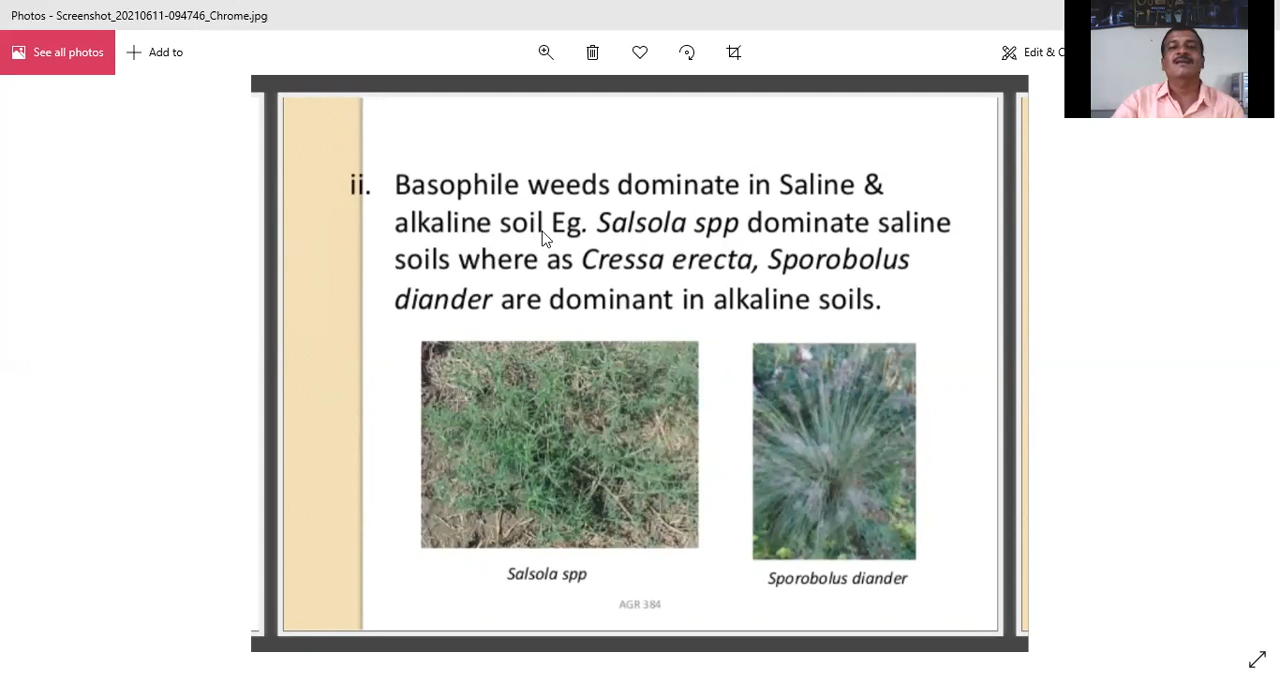 Photos - Screenshot_20210611-094746_Chrome.jpg
See all photos
Add to
Edit & C
ii. Basophile weeds dominate in Saline &
alkaline soil Eg. Salsola spp dominate saline
soils where as Cressa erecta, Sporobolus
diander are dominant in alkaline soils.
Salsola spp
Sporobolus diander
AGR 384